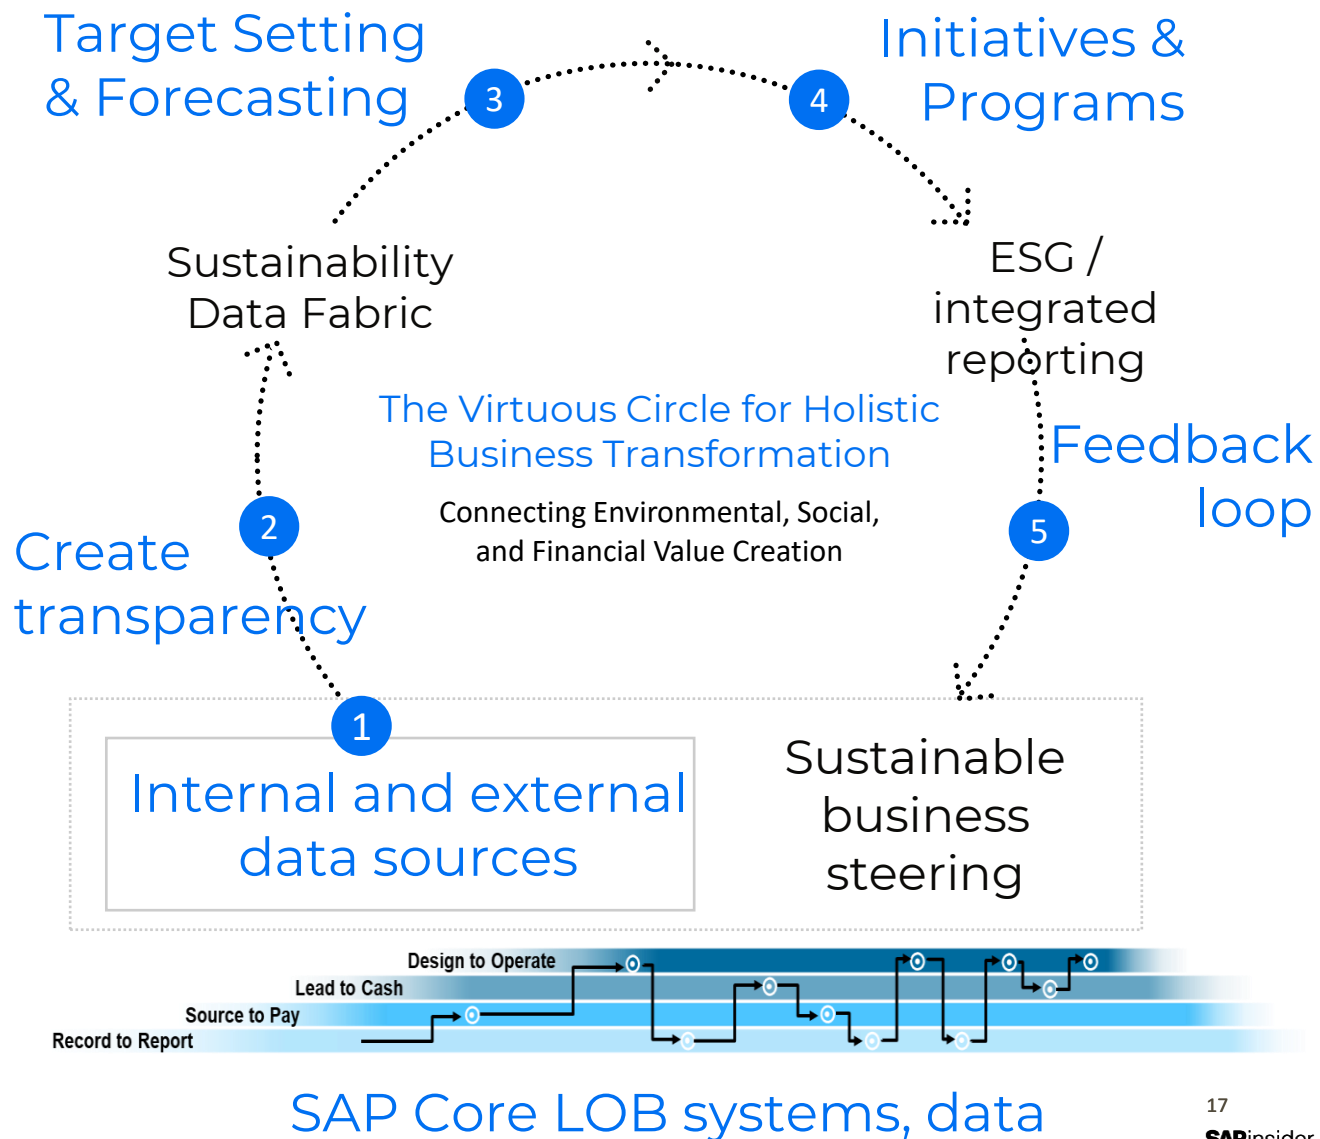 Target Setting
& Forecasting
Initiatives &
Programs
3
4
Sustainability
Data Fabric
ESG /
integrated
reporting
The Virtuous Circle for Holistic
Business Transformation
Connecting Environmental, Social,
and Financial Value Creation
Feedback
loop
2
5
Create
transparency
1
Internal and external
data sources
Sustainable
business
steering
Design to Operate
Lead to Cash
Source to Pay
Record to Report
SAP Core LOB systems, data
17
SAPinsider